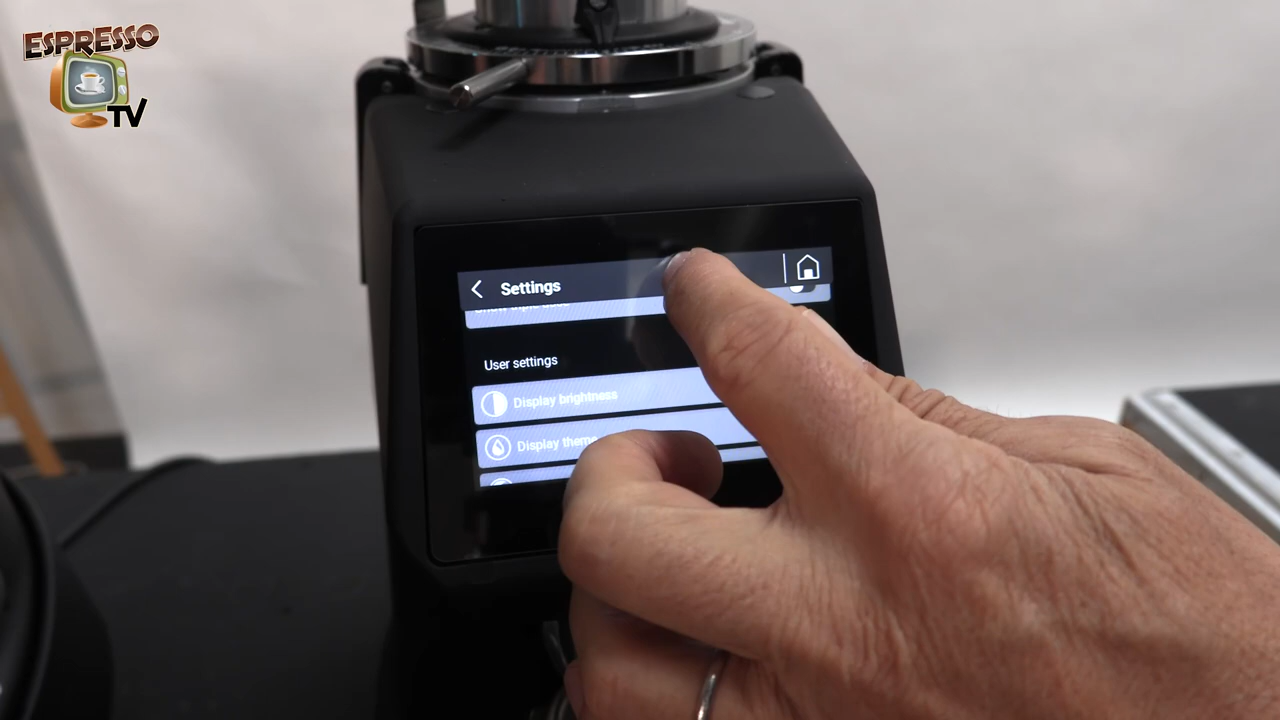 ESPRESSO
TV
Settings
User settings
Display brightness
Display theme